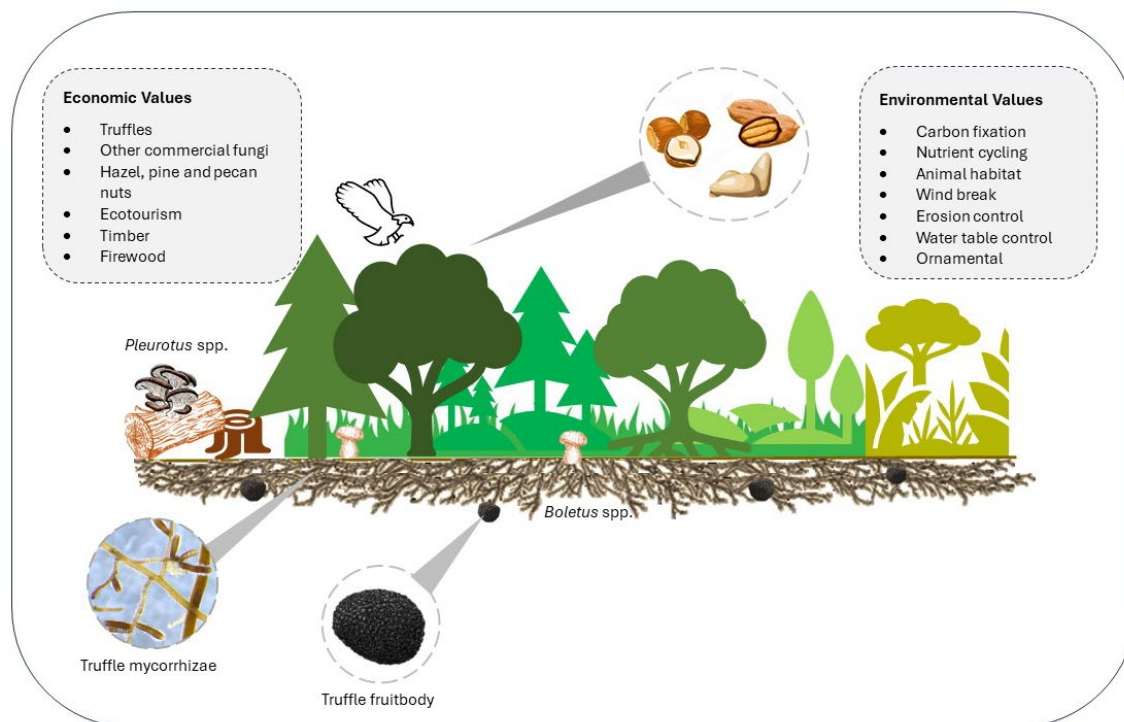 Economic Values
• Truffles
• Other commercial fungi
• Hazel, pine and pecan
nuts
• Ecotourism
• Timber
• Firewood
Environmental Values
• Carbon fixation
• Nutrient cycling
• Animal habitat
• Wind break
• Erosion control
• Water table control
• Ornamental
Pleurotus spp.
Boletus spp.
Truffle mycorrhizae
Truffle fruitbody